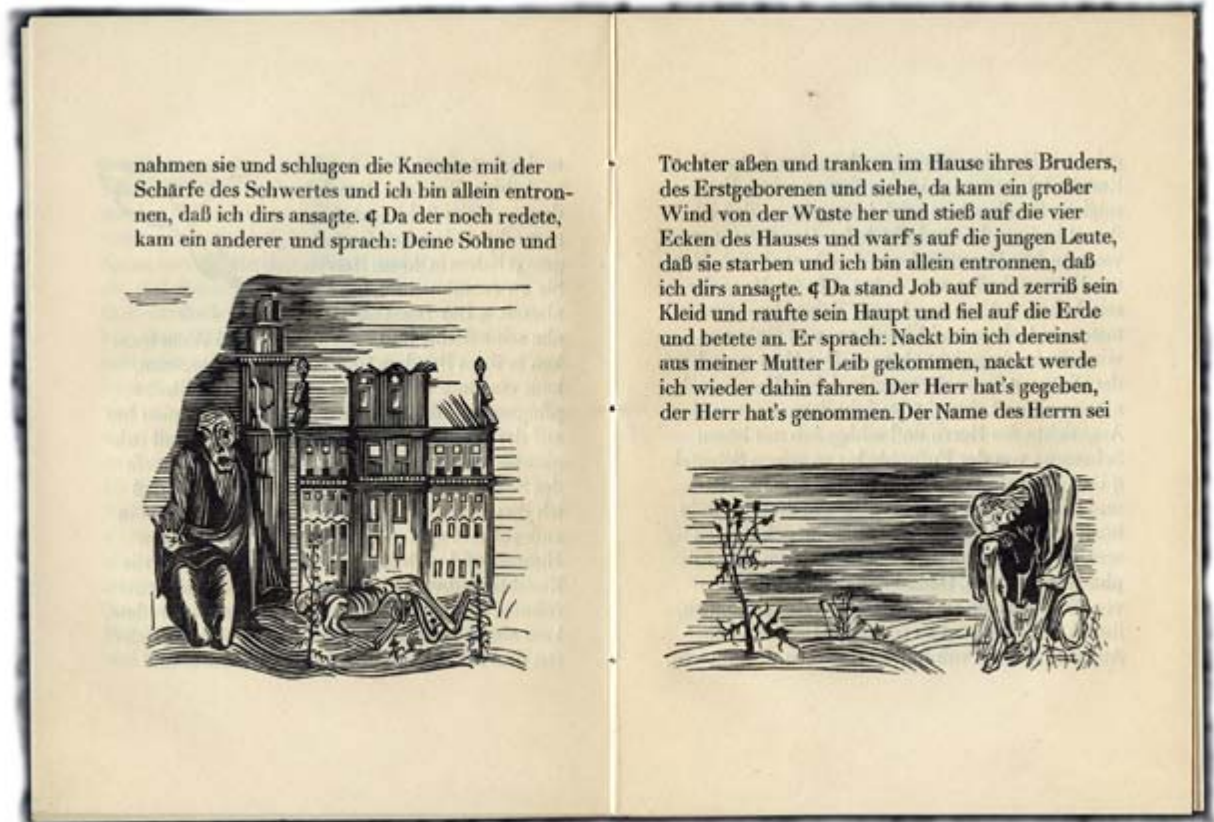 nahmen sie und schlugen die Knechte mit der
Schärfe des Schwertes und ich bin allein entron-
nen, daß ich dirs ansagte. ¶ Da der noch redete,
kam ein anderer und sprach: Deine Söhne und
Töchter aßen und tranken im Hause ihres Bruders,
des Erstgeborenen und siehe, da kam ein großer
Wind von der Wüste her und stieß auf die vier
Ecken des Hauses und warf's auf die jungen Leute,
daß sie starben und ich bin allein entronnen, daß
ich dirs ansagte. ¶ Da stand Job auf und zerriß sein
Kleid und raufte sein Haupt und fiel auf die Erde
und betete an. Er sprach: Nackt bin ich dereinst
aus meiner Mutter Leib gekommen, nackt werde
ich wieder dahin fahren. Der Herr hat's gegeben,
der Herr hat's genommen. Der Name des Herrn sei